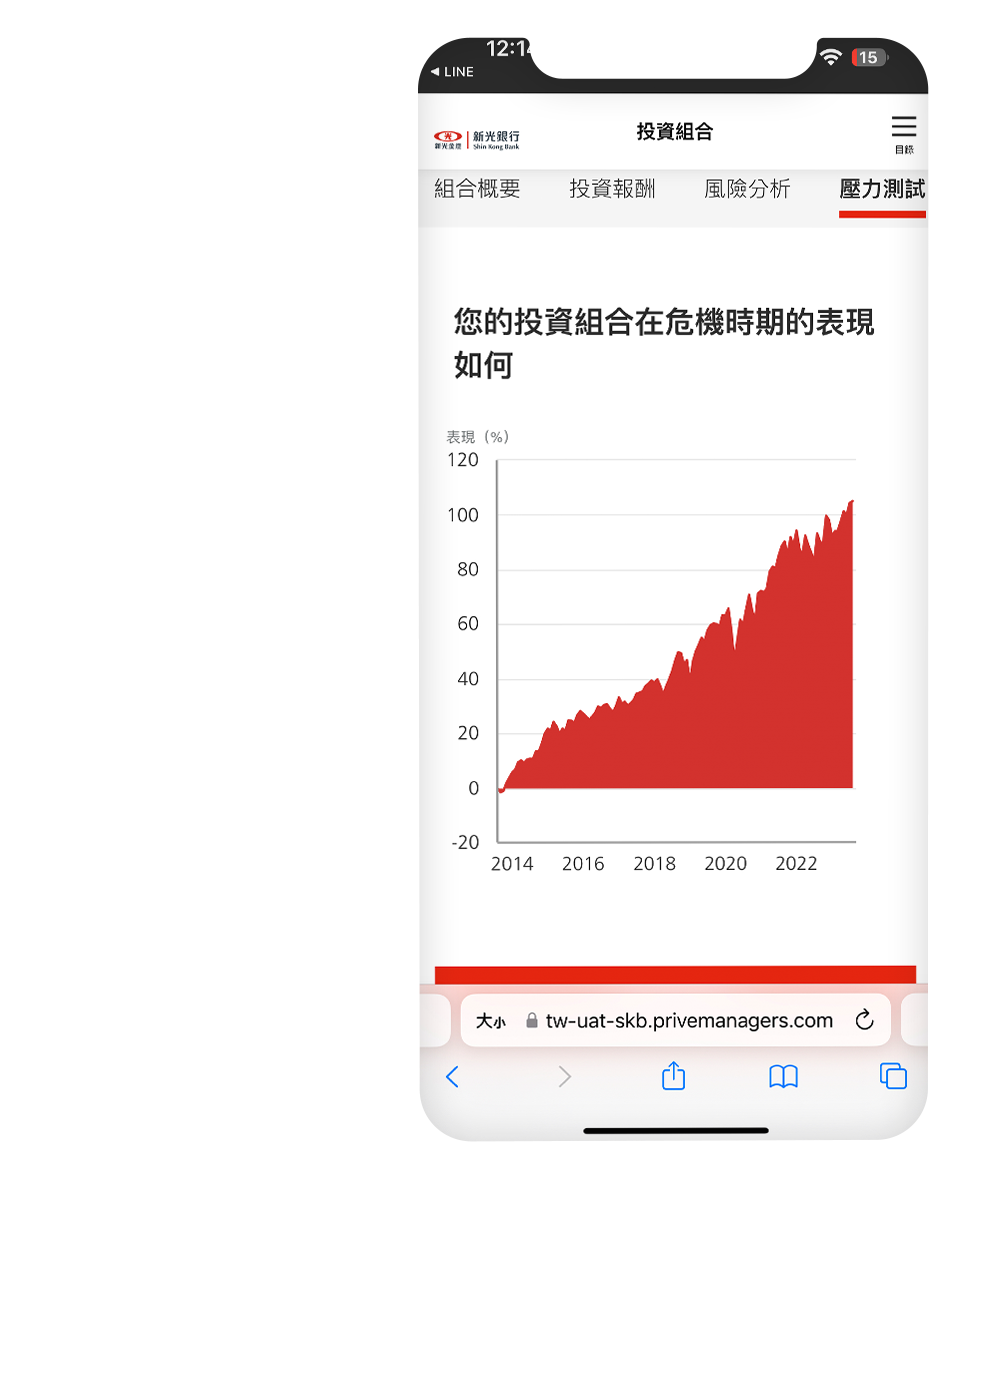 12:14
◀ LINE
15
新光金控
新光銀行
Shin Kong Bank
投資組合
目錄
組合概要
投資報酬
風險分析
壓力測試
您的投資組合在危機時期的表現
如何
表現（%）
120
100
80
60
40
20
0
-20
2014
2016
2018
2020
2022
大小
tw-uat-skb.privemanagers.com